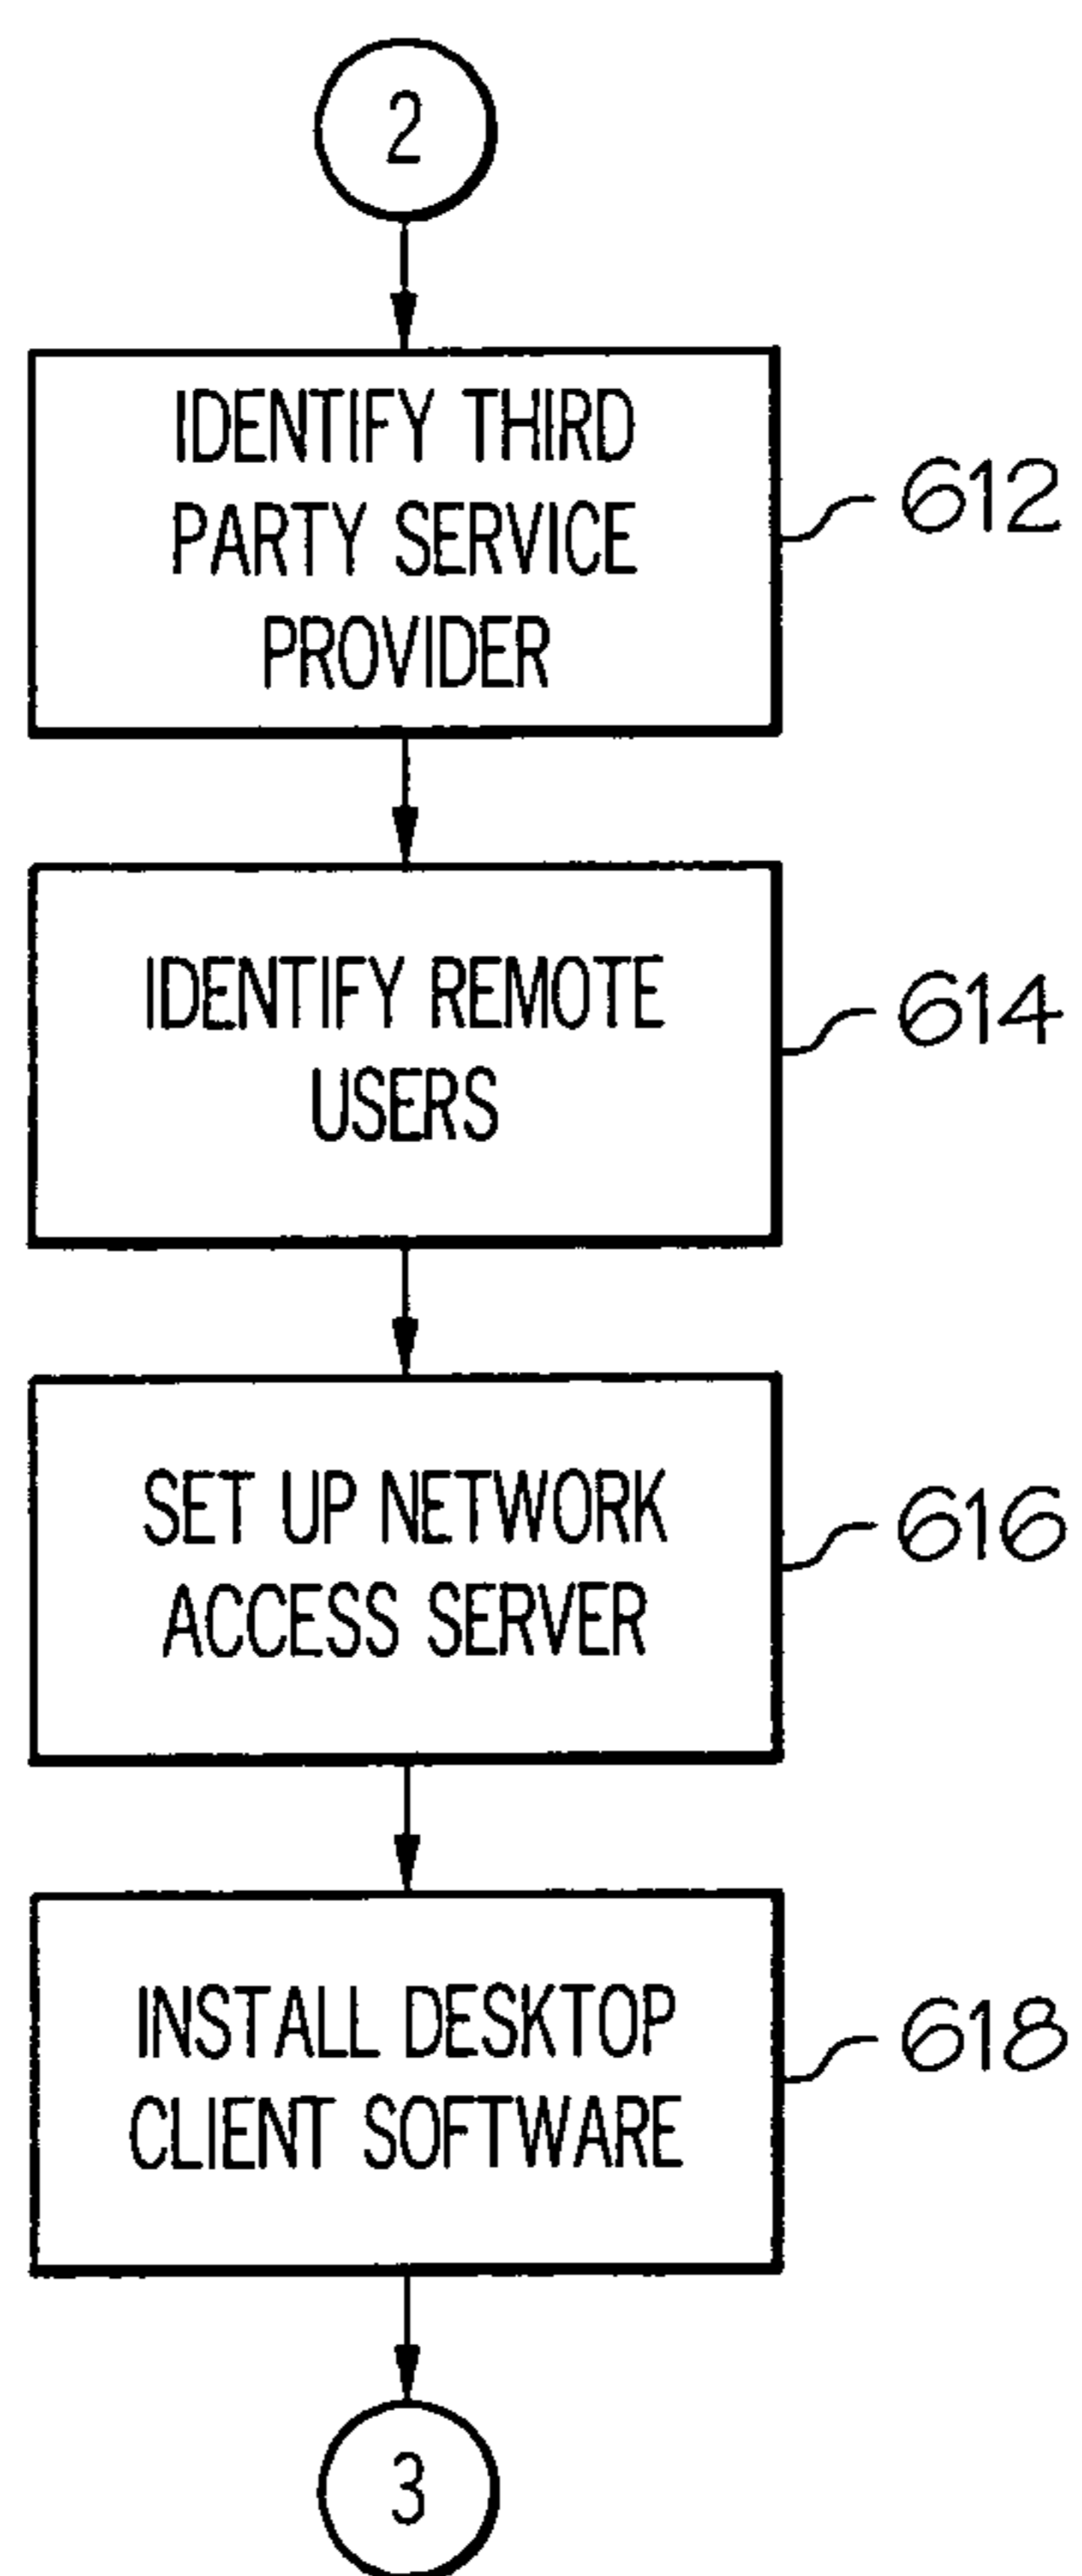 2
IDENTIFY THIRD
PARTY SERVICE
PROVIDER
612
IDENTIFY REMOTE
USERS
614
SET UP NETWORK
ACCESS SERVER
616
INSTALL DESKTOP
CLIENT SOFTWARE
618
3